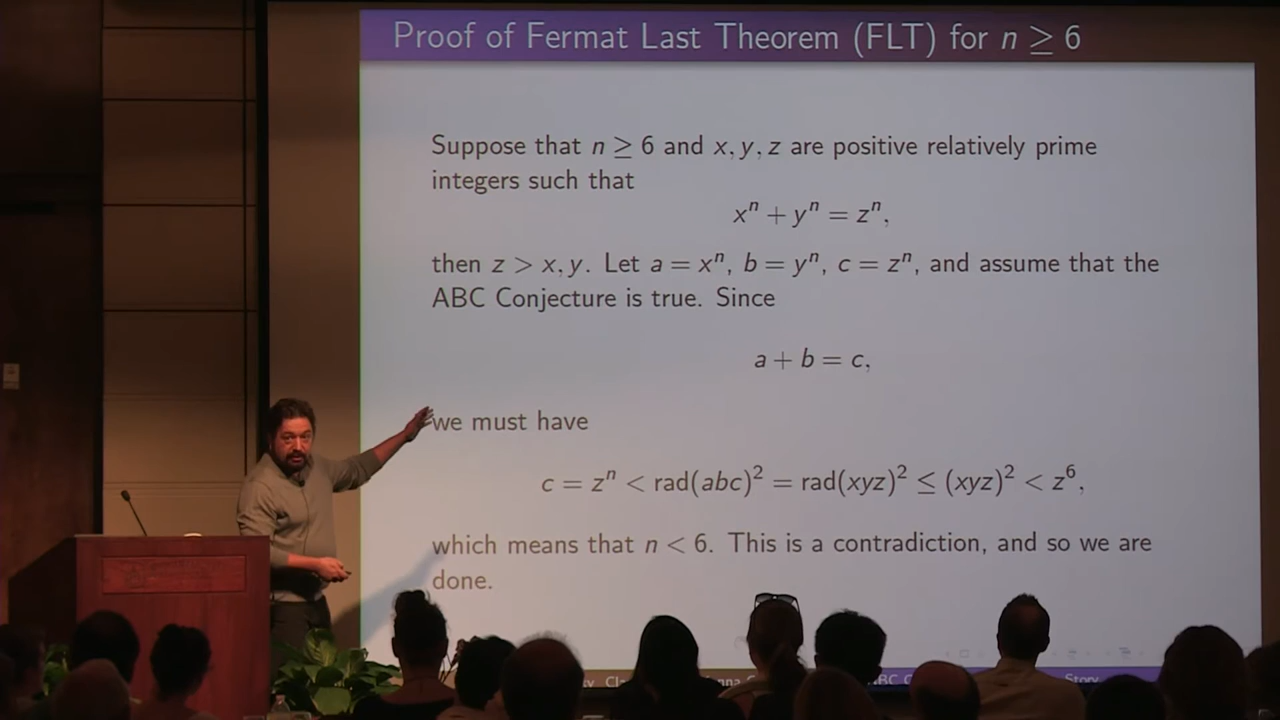 Proof of Fermat Last Theorem (FLT) for n ≥ 6
Suppose that n ≥ 6 and x, y, z are positive relatively prime
integers such that
xⁿ + yⁿ = zⁿ,
then z > x, y. Let a = xⁿ, b = yⁿ, c = zⁿ, and assume that the
ABC Conjecture is true. Since
a + b = c,
we must have
c = zⁿ < rad(abc)² = rad(xyz)² ≤ (xyz)² < z⁶,
which means that n < 6. This is a contradiction, and so we are
done.
Story